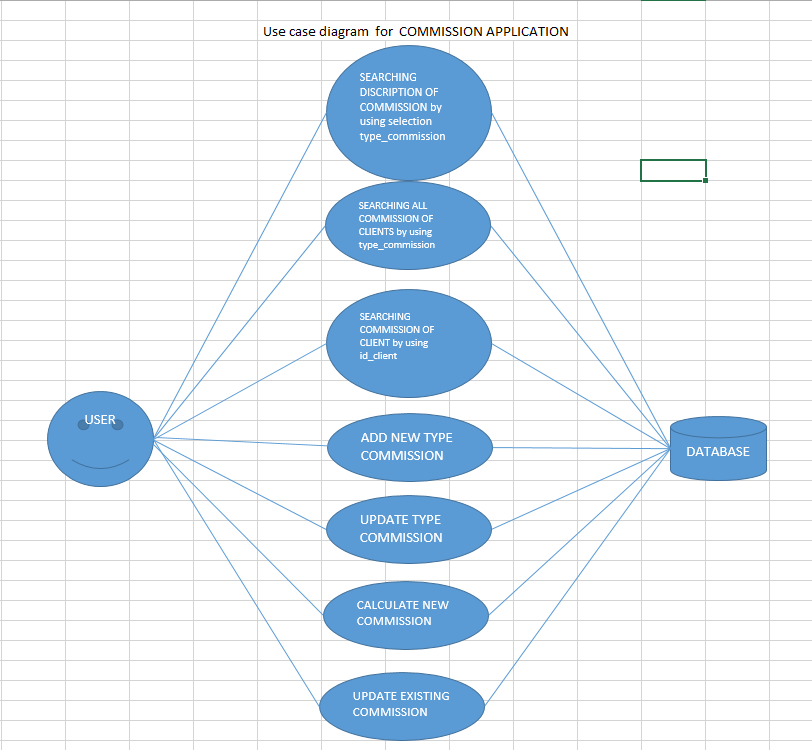 Use case diagram for COMMISSION APPLICATION
SEARCHING
DISCRIPTION OF
COMMISSION by
using selection
type_commission
SEARCHING ALL
COMMISSION OF
CLIENTS by using
type_commission
SEARCHING
COMMISSION OF
CLIENT by using
id_client
USER
ADD NEW TYPE
COMMISSION
DATABASE
UPDATE TYPE
COMMISSION
CALCULATE NEW
COMMISSION
UPDATE EXISTING
COMMISSION